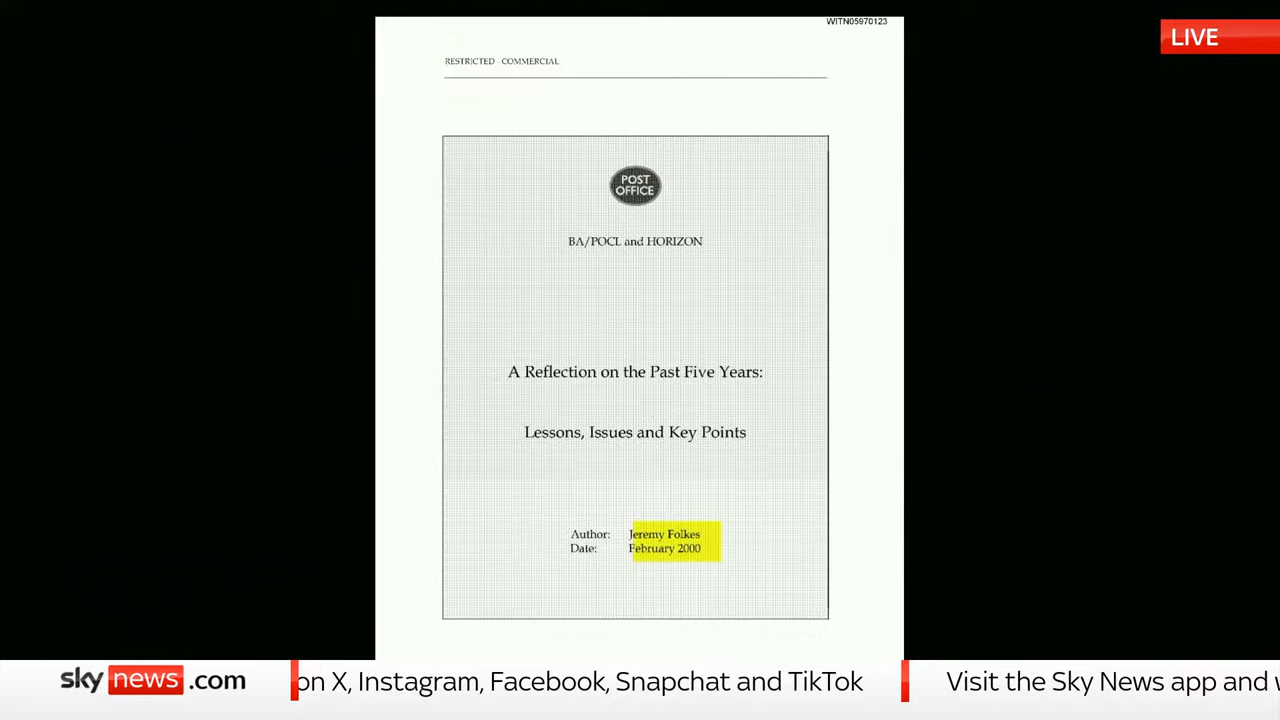 WITN05970123
LIVE
RESTRICTED - COMMERCIAL
POST
OFFICE
BA/POCL and HORIZON
A Reflection on the Past Five Years:
Lessons, Issues and Key Points
Author: Jeremy Folkes
Date: February 2000
sky news .com
on X, Instagram, Facebook, Snapchat and TikTok
Visit the Sky News app and